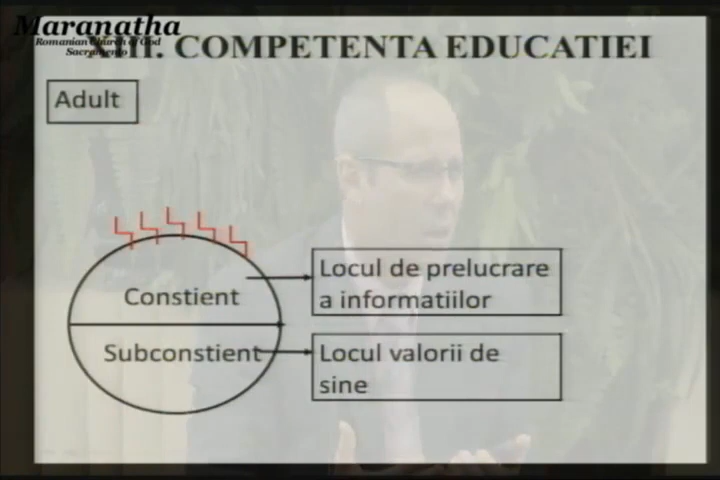 Maranatha
Romanian Church of God
Sacramento
II. COMPETENTA EDUCATIEI
Adult
Constient
Locul de prelucrare
a informatiilor
Subconstient
Locul valorii de
sine